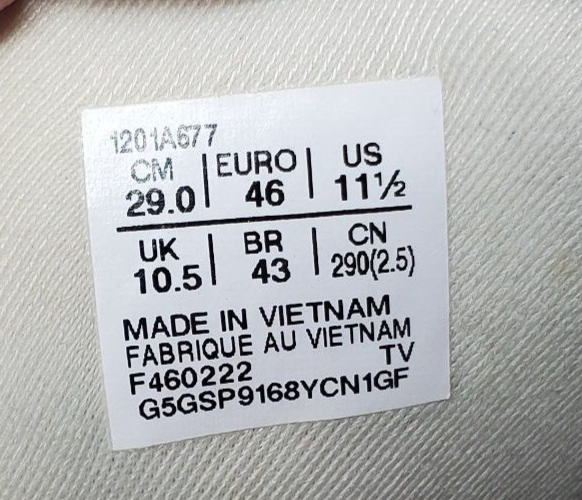 1201A677
CM | EURO | US
29.0 | 46 | 11½
UK | BR | CN
10.5 | 43 | 290(2.5)
MADE IN VIETNAM
FABRIQUE AU VIETNAM
F460222 TV
G5GSP9168YCN1GF